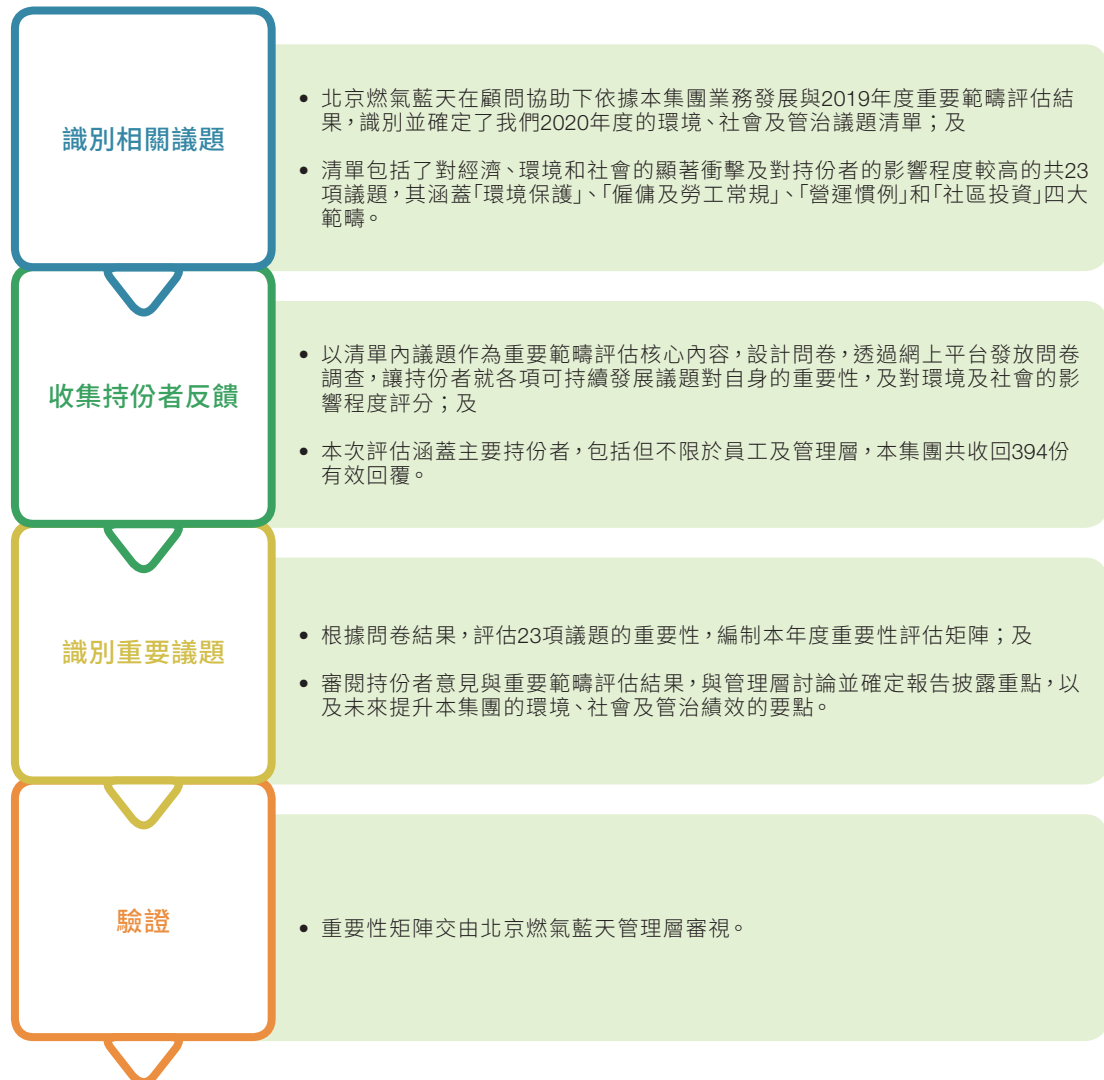 識別相關議題
• 北京燃氣藍天在顧問協助下依據本集團業務發展與2019年度重要範疇評估結
果，識別並確定了我們2020年度的環境、社會及管治議題清單；及
• 清單包括了對經濟、環境和社會的顯著衝擊及對持份者的影響程度較高的共23
項議題，其涵蓋「環境保護」、「僱傭及勞工常規」、「營運慣例」和「社區投資」四大
範疇。
收集持份者反饋
• 以清單內議題作為重要範疇評估核心內容，設計問卷，透過網上平台發放問卷
調查，讓持份者就各項可持續發展議題對自身的重要性，及對環境及社會的影
響程度評分；及
• 本次評估涵蓋主要持份者，包括但不限於員工及管理層，本集團共收回394份
有效回覆。
識別重要議題
• 根據問卷結果，評估23項議題的重要性，編制本年度重要性評估矩陣；及
• 審閱持份者意見與重要範疇評估結果，與管理層討論並確定報告披露重點，以
及未來提升本集團的環境、社會及管治績效的要點。
驗證
• 重要性矩陣交由北京燃氣藍天管理層審視。